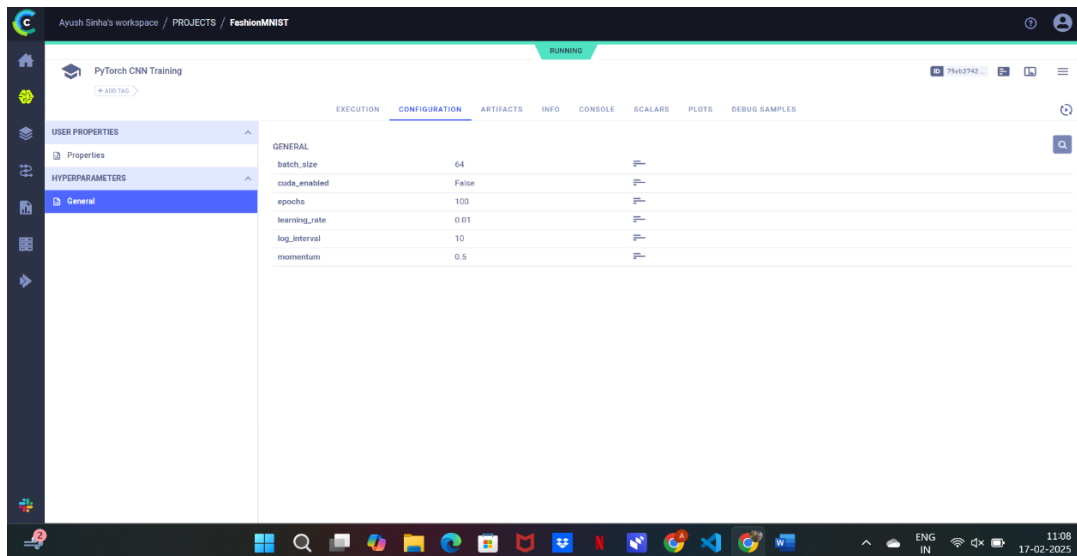 Ayush Sinha's workspace / PROJECTS / FashionMNIST
RUNNING
PyTorch CNN Training
ID 75eb2742...
+ ADD TAG
EXECUTION CONFIGURATION ARTIFACTS INFO CONSOLE SCALARS PLOTS DEBUG SAMPLES
USER PROPERTIES
Properties
HYPERPARAMETERS
General
GENERAL
batch_size 64
cuda_enabled False
epochs 100
learning_rate 0.01
log_interval 10
momentum 0.5
2
ENG
IN
11:08
17-02-2025